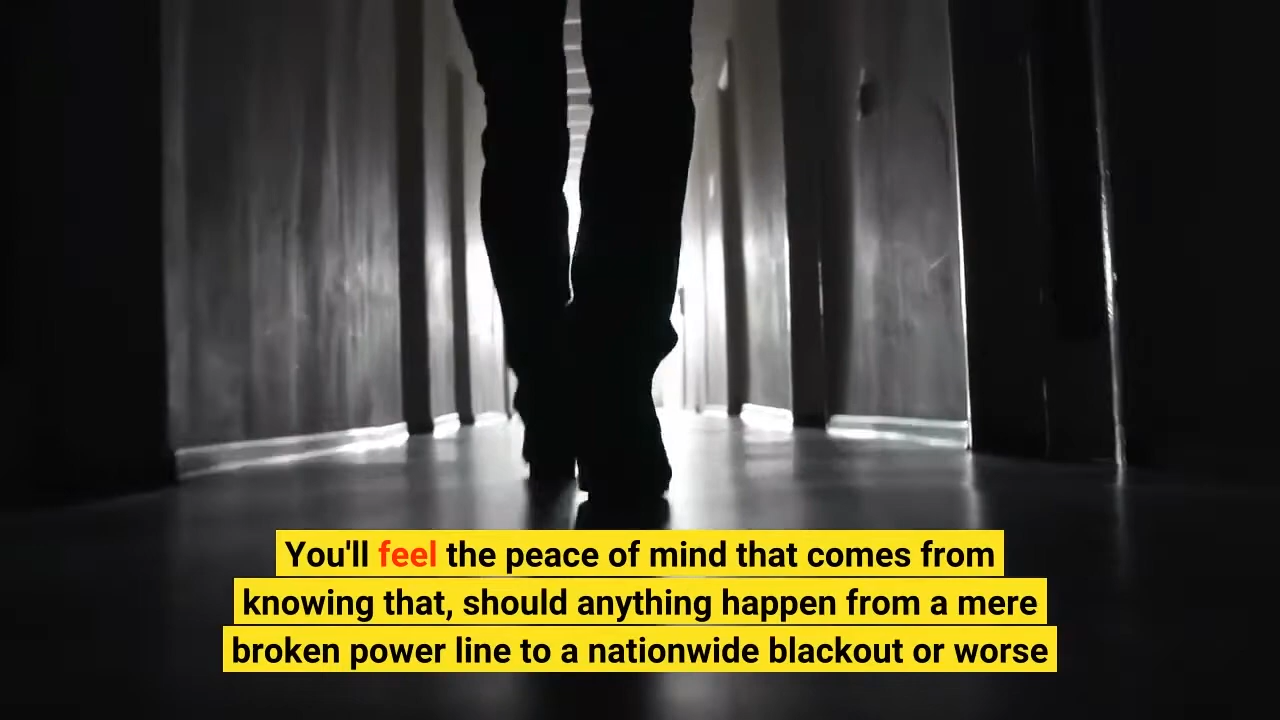 You'll feel the peace of mind that comes from
knowing that, should anything happen from a mere
broken power line to a nationwide blackout or worse